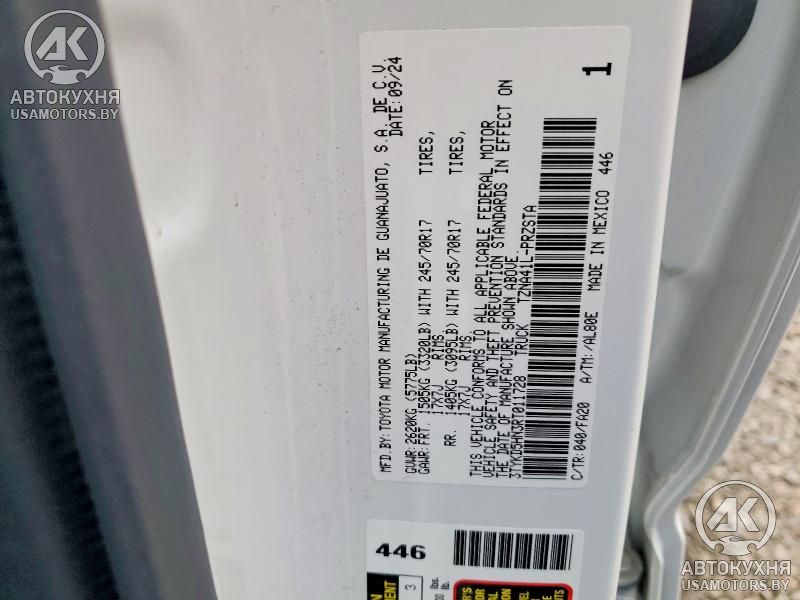 MFD.BY: TOYOTA MOTOR MANUFACTURING DE GUANAJUATO, S.A. DE C.V.
DATE: 09/24
GVWR: 2620KG (5775LB)
GAWR: FRT. 1505KG (3320LB) WITH 245/70R17 TIRES,
17X7J RIMS
RR. 1405KG (3095LB) WITH 245/70R17 TIRES,
17X7J RIMS
THIS VEHICLE CONFORMS TO ALL APPLICABLE FEDERAL MOTOR
VEHICLE SAFETY AND THEFT PREVENTION STANDARDS IN EFFECT ON
THE DATE OF MANUFACTURE SHOWN ABOVE.
3TYKD5HN3RT011728 TRUCK TZNA41L-PRZSTA
C/TR: 040/FA20 A/TM: /AL80E MADE IN MEXICO 446
1
446
3
AK
АВТОКУХНЯ
USAMOTORS.BY
AK
АВТОКУХНЯ
USAMOTORS.BY